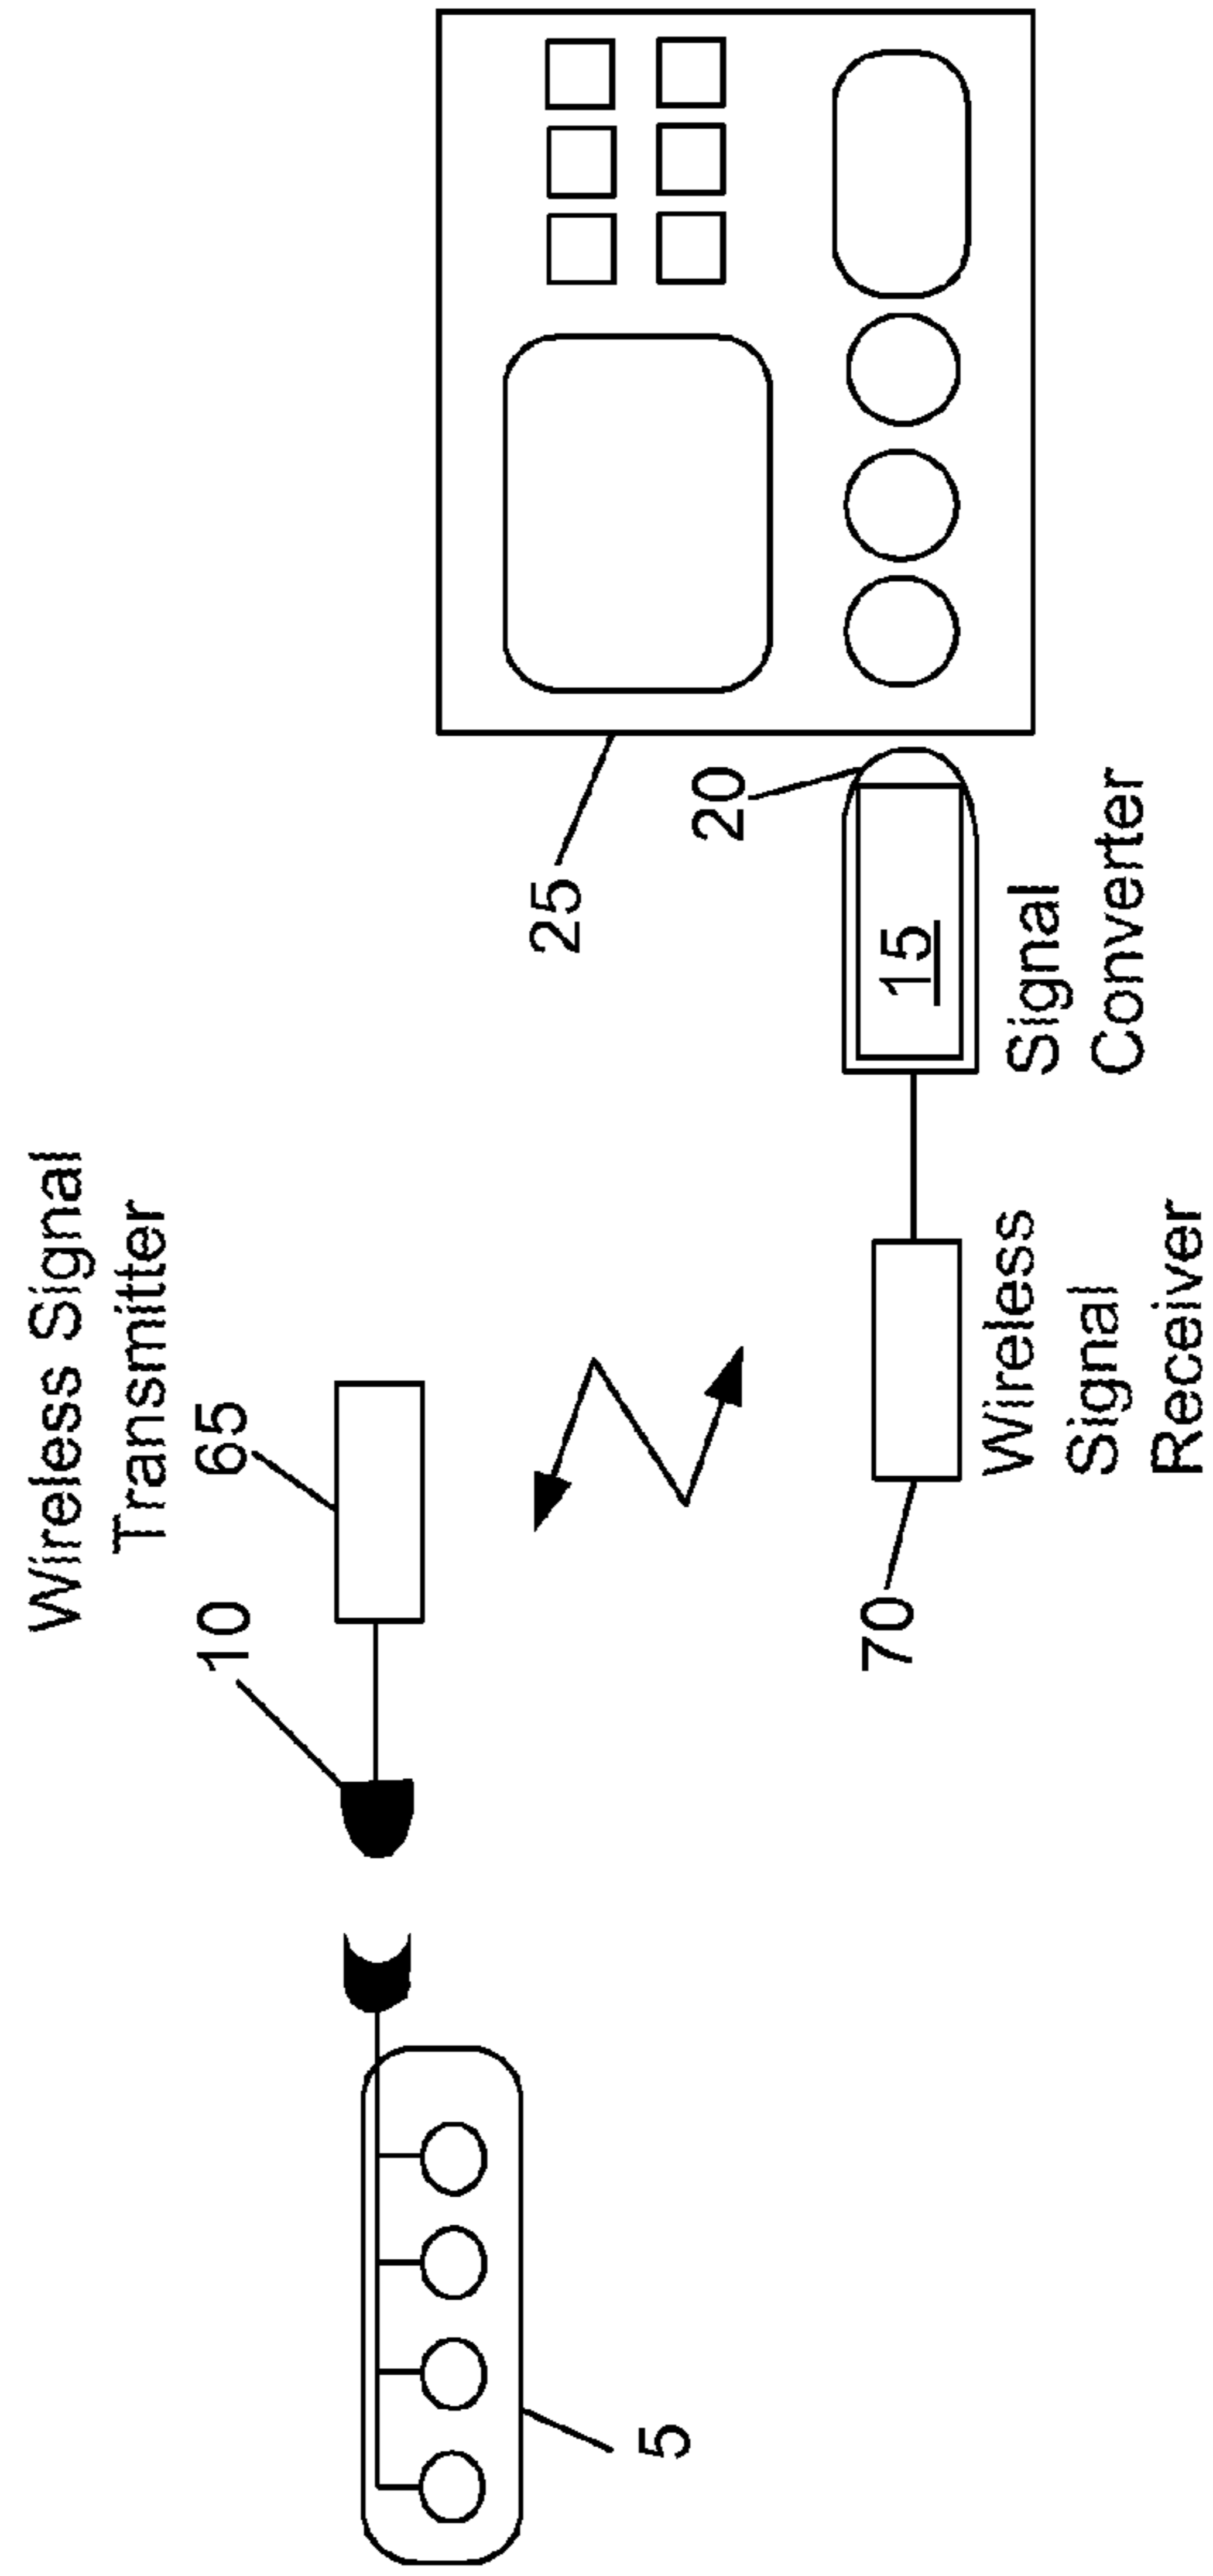 Wireless Signal
Transmitter
10
65
5
25
20
15
70
Wireless
Signal
Receiver
Signal
Converter